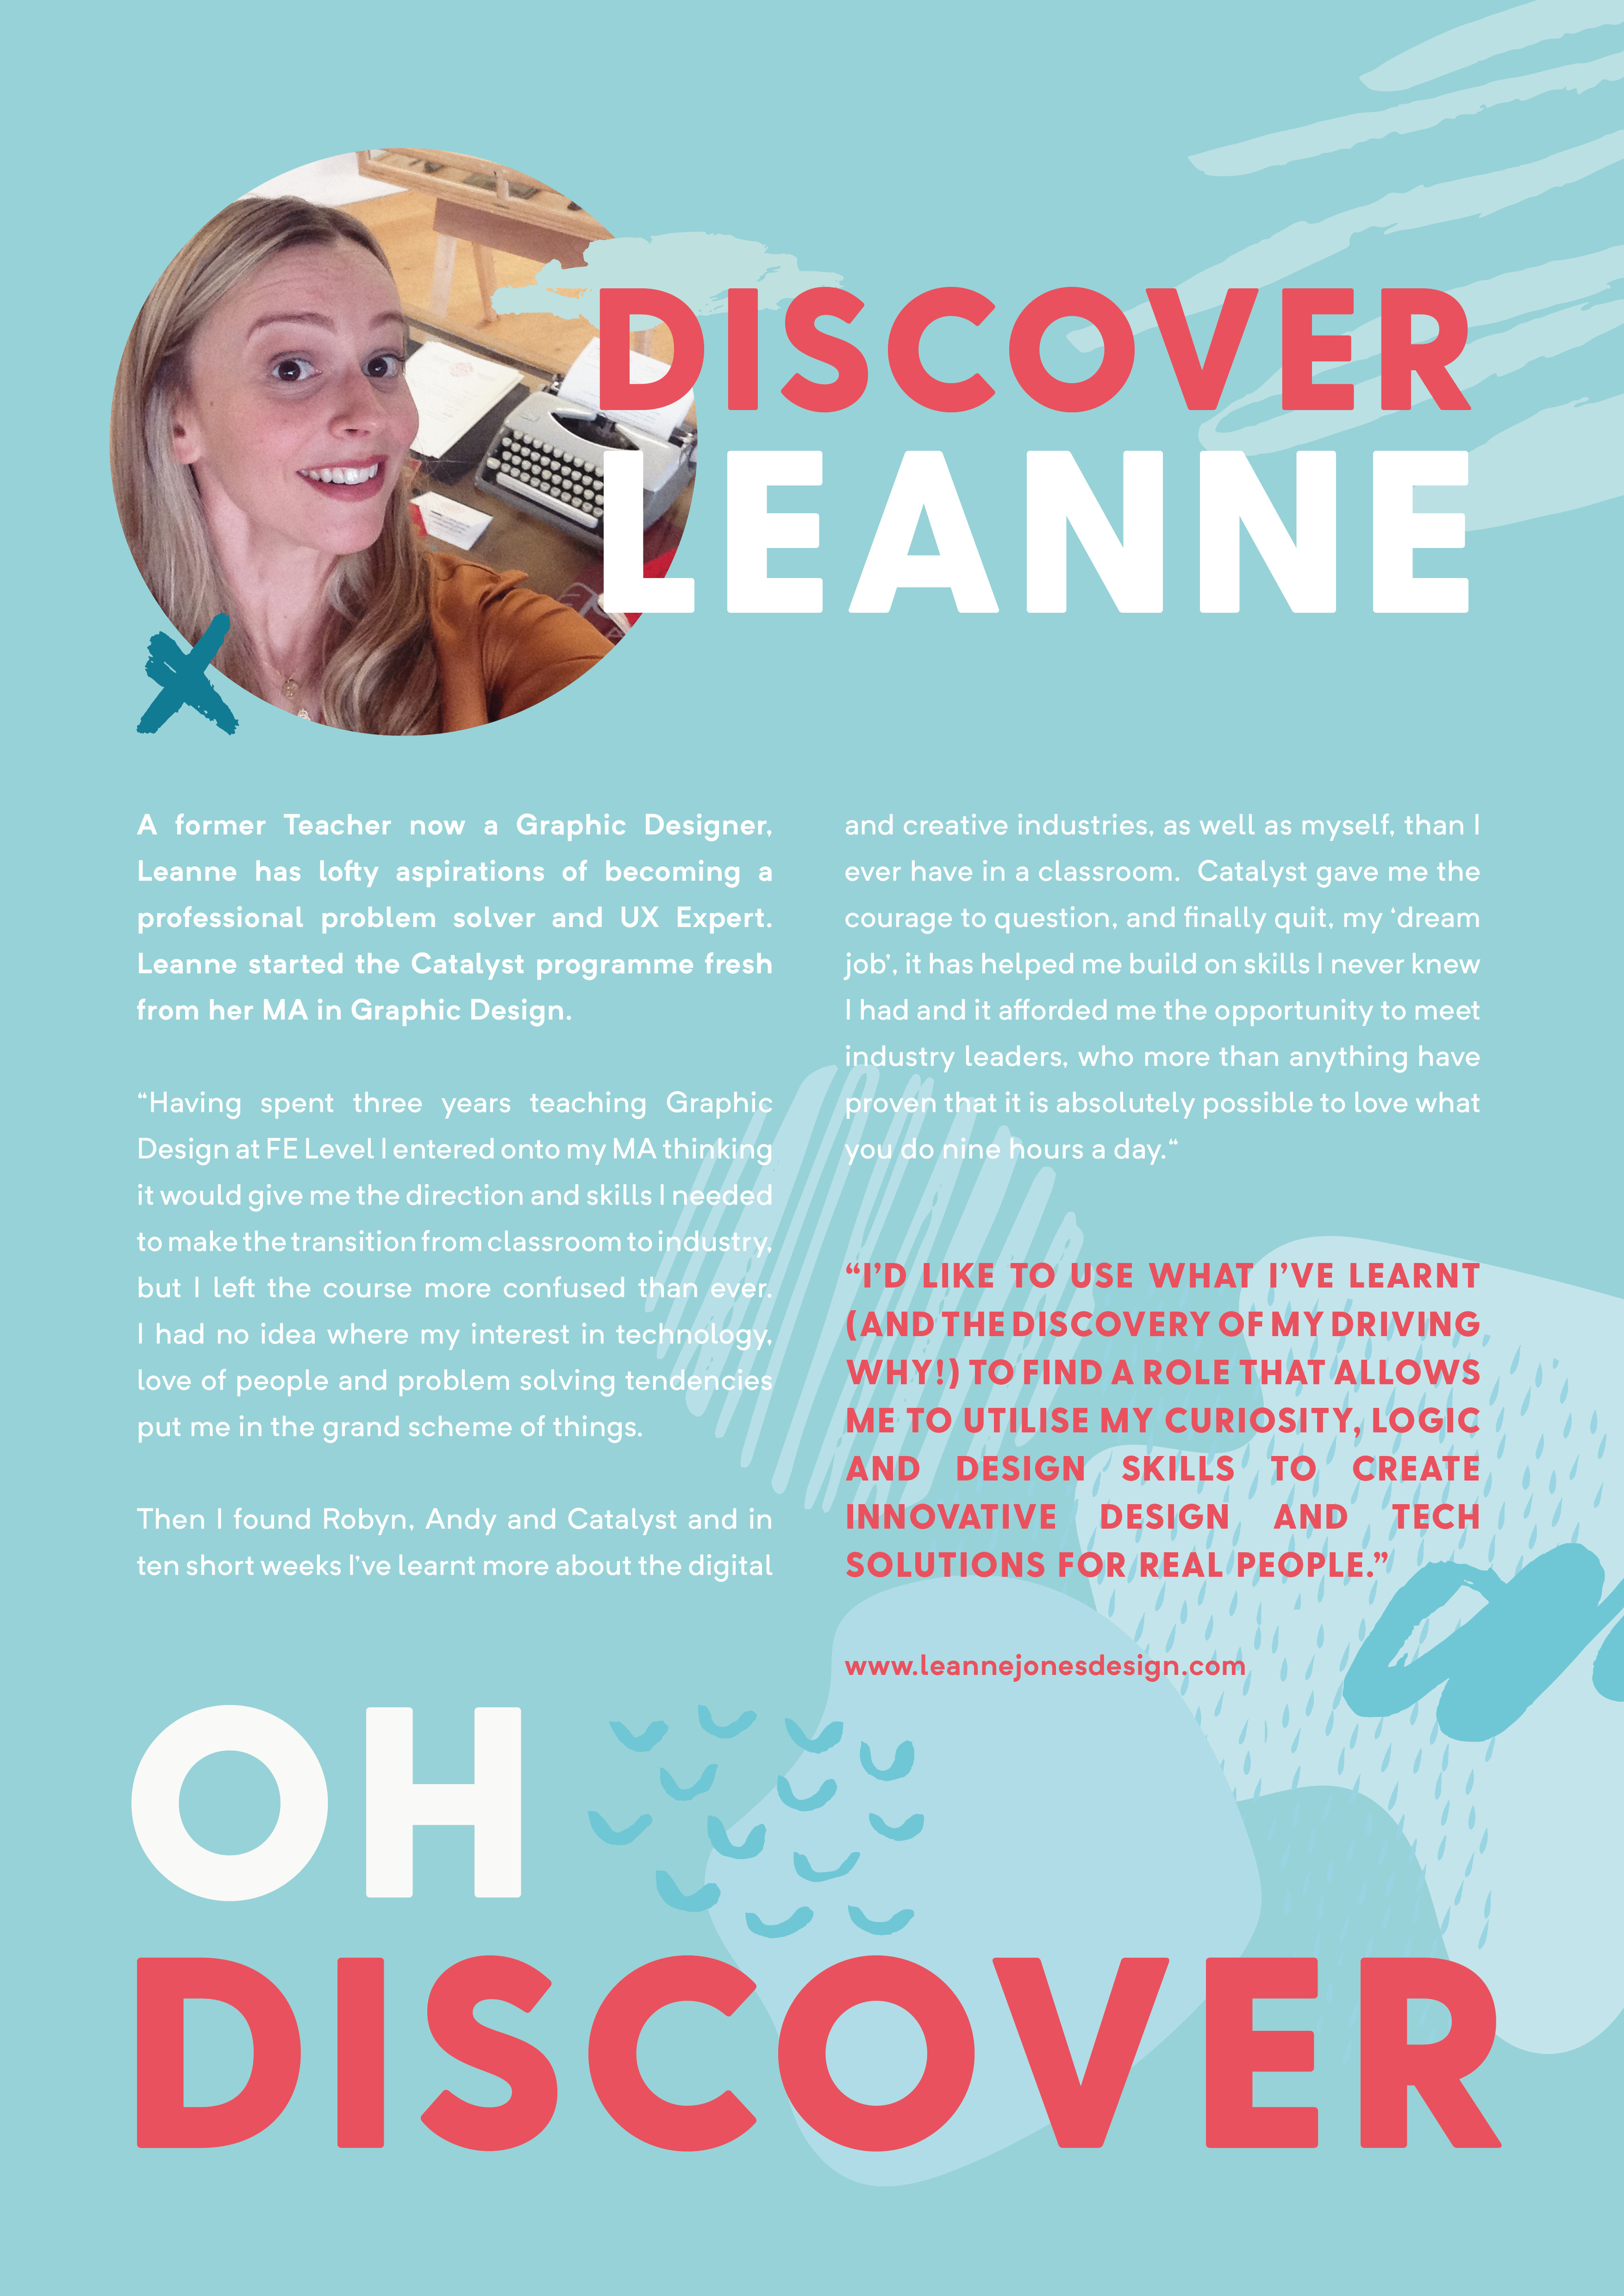 DISCOVER
LEANNE
A former Teacher now a Graphic Designer,
Leanne has lofty aspirations of becoming a
professional problem solver and UX Expert.
Leanne started the Catalyst programme fresh
from her MA in Graphic Design.
“Having spent three years teaching Graphic
Design at FE Level I entered onto my MA thinking
it would give me the direction and skills I needed
to make the transition from classroom to industry,
but I left the course more confused than ever.
I had no idea where my interest in technology,
love of people and problem solving tendencies
put me in the grand scheme of things.
Then I found Robyn, Andy and Catalyst and in
ten short weeks I’ve learnt more about the digital
and creative industries, as well as myself, than I
ever have in a classroom. Catalyst gave me the
courage to question, and finally quit, my ‘dream
job’, it has helped me build on skills I never knew
I had and it afforded me the opportunity to meet
industry leaders, who more than anything have
proven that it is absolutely possible to love what
you do nine hours a day.“
“I’D LIKE TO USE WHAT I’VE LEARNT
(AND THE DISCOVERY OF MY DRIVING
WHY!) TO FIND A ROLE THAT ALLOWS
ME TO UTILISE MY CURIOSITY, LOGIC
AND DESIGN SKILLS TO CREATE
INNOVATIVE DESIGN AND TECH
SOLUTIONS FOR REAL PEOPLE.”
www.leannejonesdesign.com
OH
DISCOVER